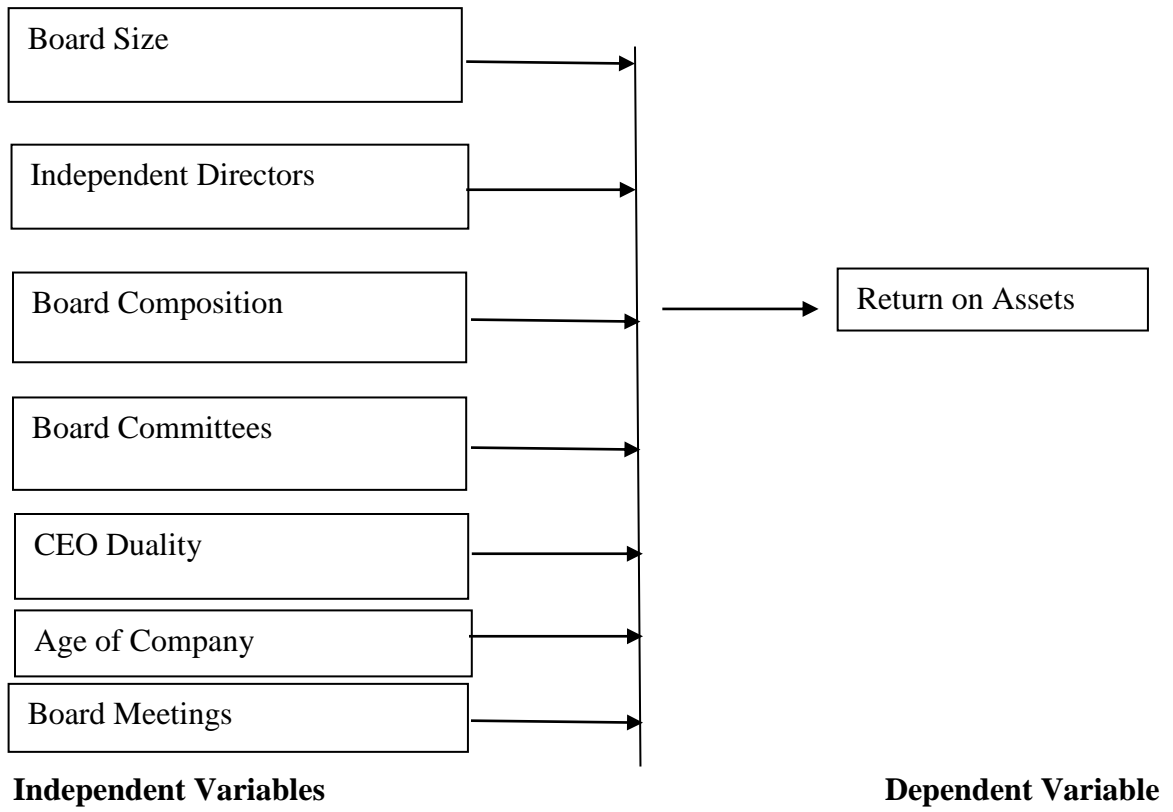 Board Size
Independent Directors
Board Composition
Return on Assets
Board Committees
CEO Duality
Age of Company
Board Meetings
Independent Variables
Dependent Variable